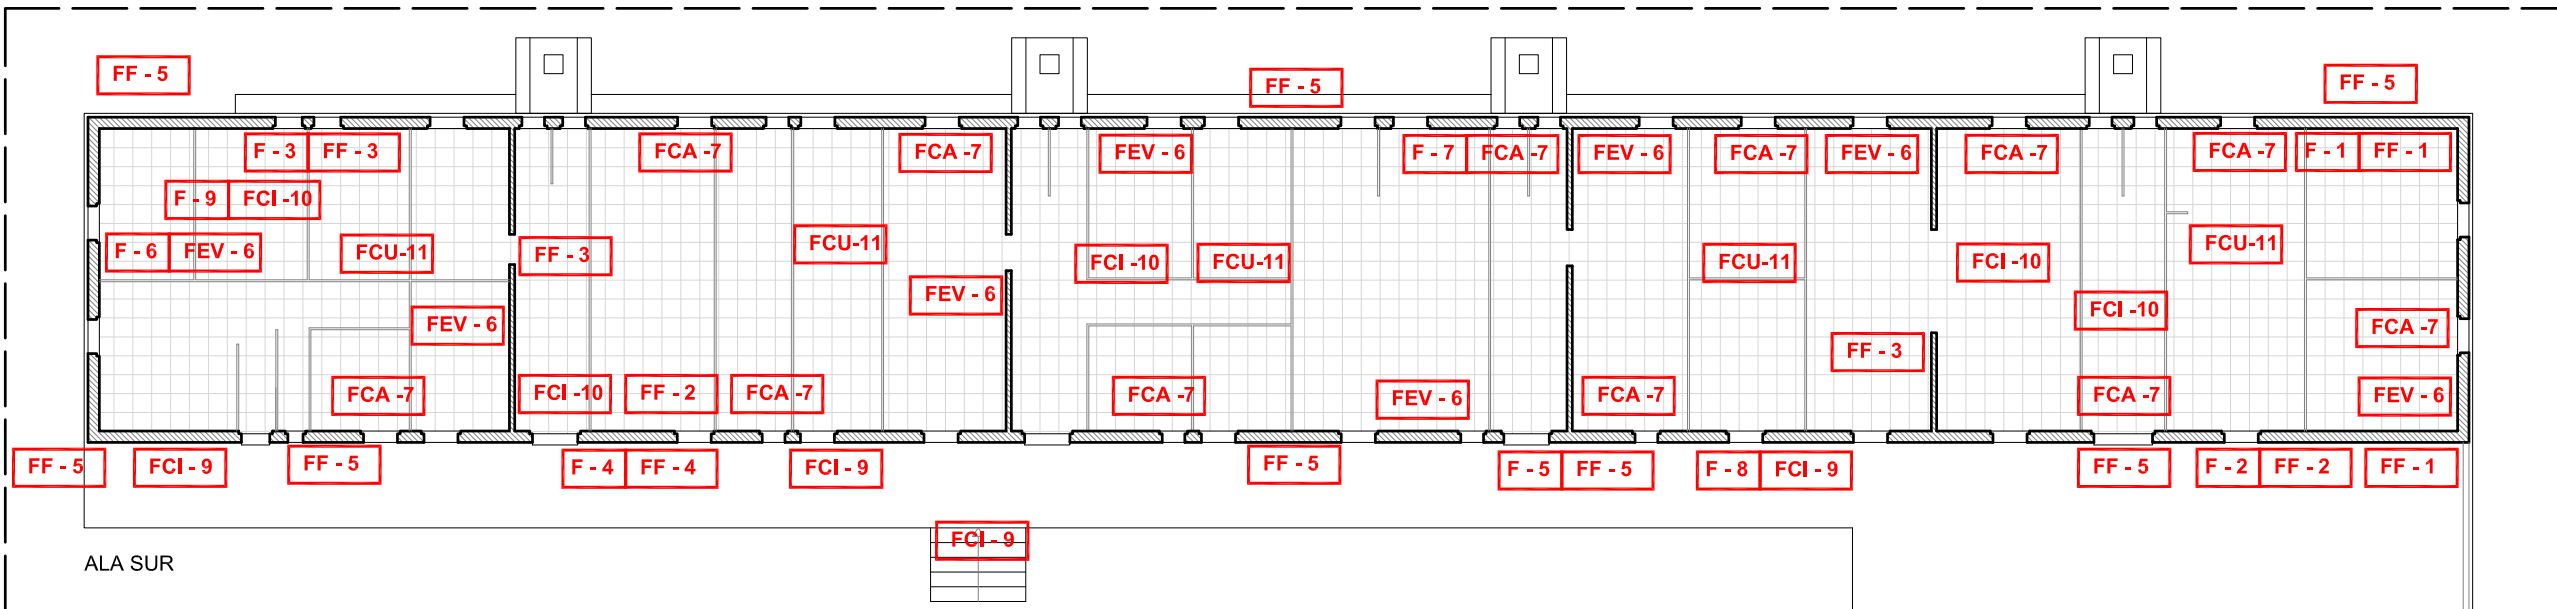 FF - 5
FF - 5
FF - 5
F - 3 FF - 3
FCA -7
FCA -7
FEV - 6
F - 7 FCA -7
FEV - 6
FCA -7
FEV - 6
FCA -7
FCA -7
F - 1 FF - 1
F - 9 FCI -10
F - 6 FEV - 6
FCU-11
FF - 3
FCU-11
FCI -10
FCU-11
FCU-11
FCI -10
FCU-11
FEV - 6
FEV - 6
FCI -10
FCA -7
FF - 3
FCA -7
FCI -10
FF - 2
FCA -7
FCA -7
FEV - 6
FCA -7
FCA -7
FEV - 6
FF - 5
FCI - 9
FF - 5
F - 4 FF - 4
FCI - 9
FF - 5
F - 5 FF - 5
F - 8 FCI - 9
FF - 5
F - 2 FF - 2
FF - 1
FCI - 9
ALA SUR